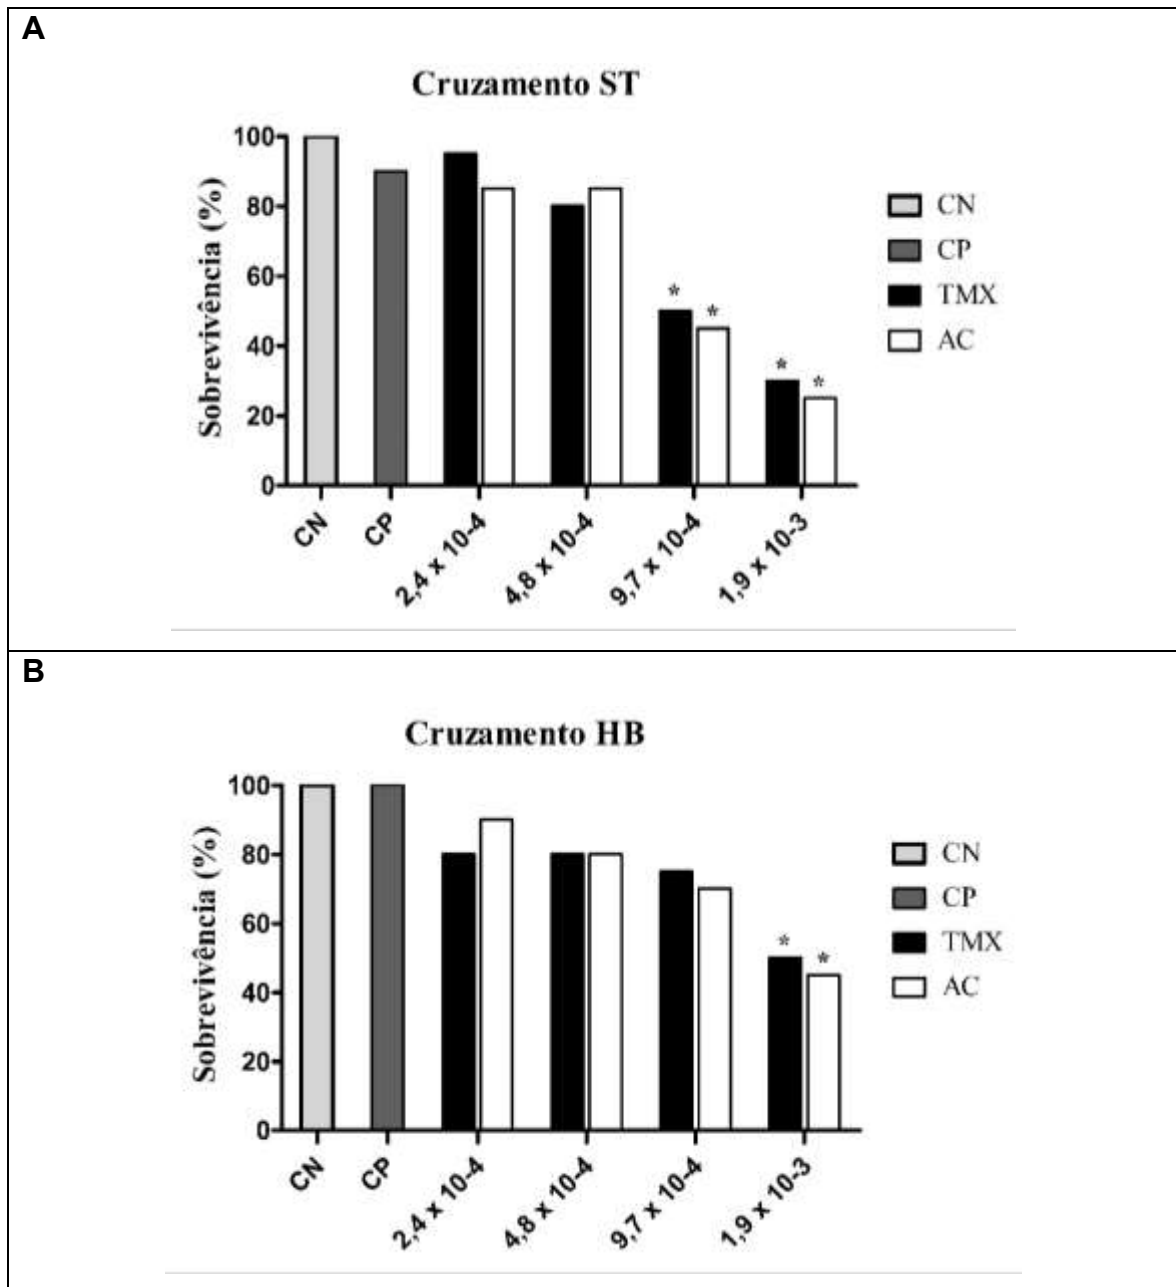 A
Cruzamento ST
Sobrevivência (%)
100
80
60
40
20
0
* * * *
CN CP 2,4 x 10-4 4,8 x 10-4 9,7 x 10-4 1,9 x 10-3
CN
CP
TMX
AC
B
Cruzamento HB
Sobrevivência (%)
100
80
60
40
20
0
* *
CN CP 2,4 x 10-4 4,8 x 10-4 9,7 x 10-4 1,9 x 10-3
CN
CP
TMX
AC